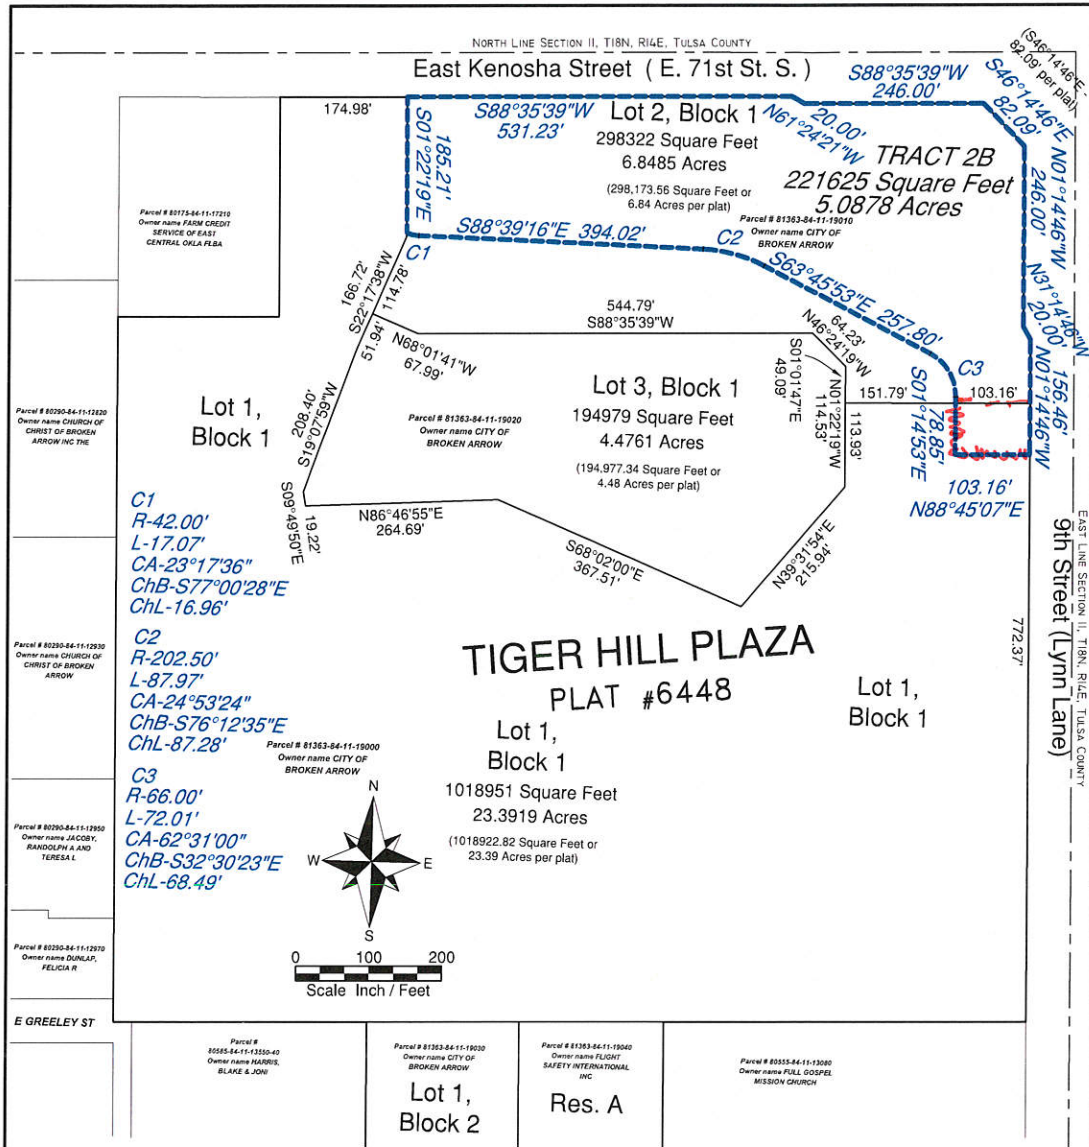 NORTH LINE SECTION II, T18N, R14E, TULSA COUNTY
East Kenosha Street ( E. 71st St. S. )
(S46°14'46"E -
82.09' per plat)
S88°35'39"W
246.00'
S46°14'46"E
82.09'
174.98'
S88°35'39"W
531.23'
Lot 2, Block 1
298322 Square Feet
6.8485 Acres
(298,173.56 Square Feet or
6.84 Acres per plat)
20.00'
N61°24'21"W
TRACT 2B
221625 Square Feet
5.0878 Acres
185.21'
S01°22'19"E
N01°14'46"W
246.00'
Parcel # 80175-84-11-17210
Owner name FARM CREDIT
SERVICE OF EAST
CENTRAL OKLA FLBA
Parcel # 81363-84-11-19010
Owner name CITY OF
BROKEN ARROW
S88°39'16"E 394.02'
C1
C2
S63°45'53"E 257.80'
N31°14'46"W
20.00'
166.72'
S22°17'38"W
114.78'
51.94'
N68°01'41"W
67.99'
544.79'
S88°35'39"W
64.23'
N46°24'19"W
C3
S01°01'47"E
49.09'
N01°22'19"W
114.53'
113.93'
151.79'
103.16'
156.46'
N01°14'46"W
S01°14'53"E
78.85'
103.16'
N88°45'07"E
Parcel # 80290-84-11-12820
Owner name CHURCH OF
CHRIST OF BROKEN
ARROW INC THE
Lot 1,
Block 1
208.40'
S19°07'59"W
Parcel # 81363-84-11-19020
Owner name CITY OF
BROKEN ARROW
Lot 3, Block 1
194979 Square Feet
4.4761 Acres
(194,977.34 Square Feet or
4.48 Acres per plat)
S09°49'50"E
19.22'
N86°46'55"E
264.69'
S68°02'00"E
367.51'
N39°31'54"E
215.94'
EAST LINE SECTION II, T18N, R14E, TULSA COUNTY
9th Street (Lynn Lane)
772.37'
C1
R-42.00'
L-17.07'
CA-23°17'36"
ChB-S77°00'28"E
ChL-16.96'
C2
R-202.50'
L-87.97'
CA-24°53'24"
ChB-S76°12'35"E
ChL-87.28'
C3
R-66.00'
L-72.01'
CA-62°31'00"
ChB-S32°30'23"E
ChL-68.49'
Parcel # 80290-84-11-12930
Owner name CHURCH OF
CHRIST OF BROKEN
ARROW
TIGER HILL PLAZA
PLAT #6448
Lot 1,
Block 1
Parcel # 81363-84-11-19000
Owner name CITY OF
BROKEN ARROW
Lot 1,
Block 1
1018951 Square Feet
23.3919 Acres
(1018922.82 Square Feet or
23.39 Acres per plat)
Parcel # 80290-84-11-12950
Owner name JACOBY,
RANDOLPH A AND
TERESA L
N
W
E
S
Parcel # 80290-84-11-12970
Owner name DUNLAP,
FELICIA R
0 100 200
Scale Inch / Feet
E GREELEY ST
Parcel #
80585-84-11-13550-40
Owner name HARRIS,
BLAKE & JONI
Parcel # 81363-84-11-19030
Owner name CITY OF
BROKEN ARROW
Lot 1,
Block 2
Parcel # 81363-84-11-19040
Owner name FLIGHT
SAFETY INTERNATIONAL
INC
Res. A
Parcel # 80555-84-11-13080
Owner name FULL GOSPEL
MISSION CHURCH